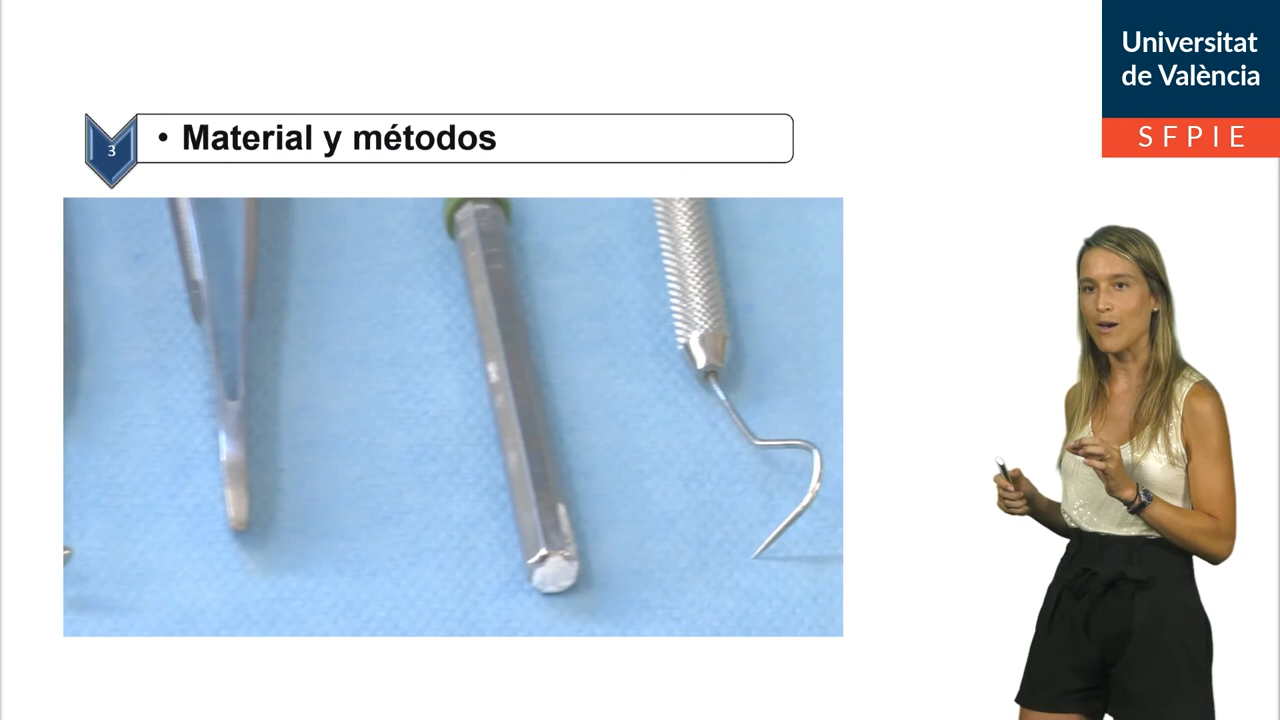 Universitat
de València
SFPIE
3
• Material y métodos